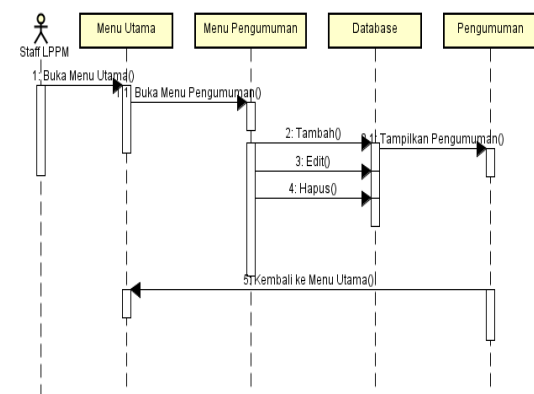 Menu Utama
Menu Pengumuman
Database
Pengumuman
Staff LPPM
1: Buka Menu Utama()
1.1: Buka Menu Pengumuman()
2: Tambah()
2.1: Tampilkan Pengumuman()
3: Edit()
4: Hapus()
5: Kembali ke Menu Utama()